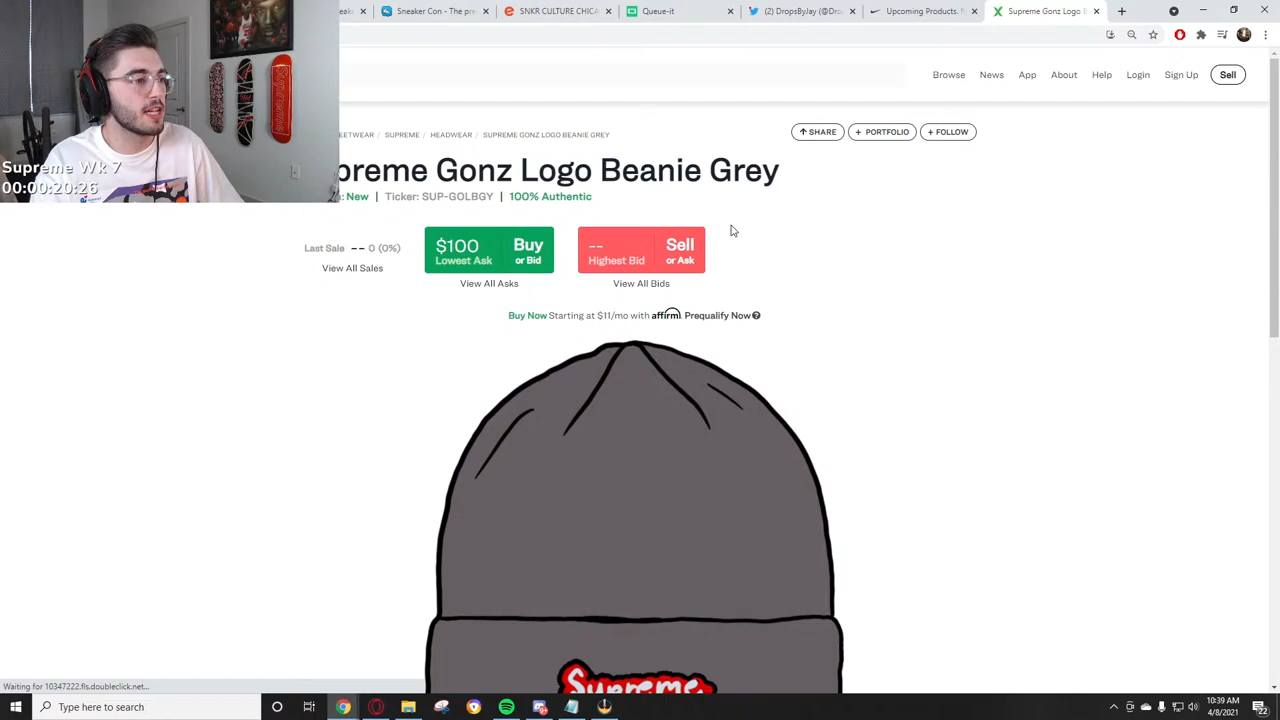 eaks
Sneaker Con - The pre
SNKR CULTURE CHICA
Queue-it
(2) DropsByJay (@Dro
Upcoming Products. N
Supreme Gonz Logo B
Browse News App About Help Login Sign Up Sell
EETWEAR / SUPREME / HEADWEAR / SUPREME GONZ LOGO BEANIE GREY
SHARE + PORTFOLIO + FOLLOW
preme Gonz Logo Beanie Grey
: New | Ticker: SUP-GOLBGY | 100% Authentic
Supreme Wk 7
00:00:20:26
Supreme
Last Sale -- 0 (0%)
View All Sales
$100 Buy
Lowest Ask or Bid
View All Asks
-- Sell
Highest Bid or Ask
View All Bids
Buy Now Starting at $11/mo with affirm. Prequalify Now
Supreme
Waiting for 10347222.fls.doubleclick.net...
Type here to search
10:39 AM
4/8/2021
22